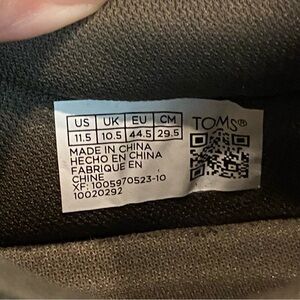 US UK EU CM TOMS®
11.5 10.5 44.5 29.5
MADE IN CHINA
HECHO EN CHINA
FABRIQUE EN
CHINE
XF: 1005970523-10
10020292